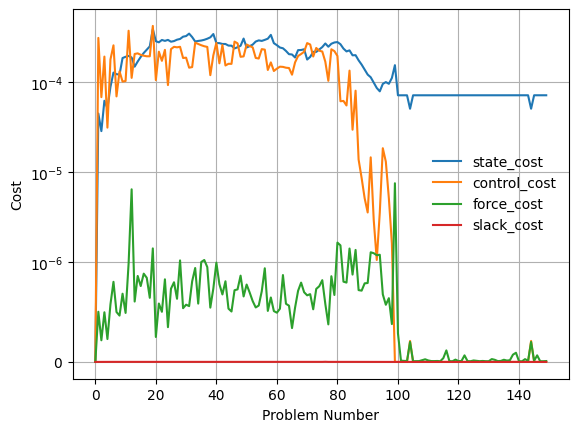 Cost
10⁻⁴
10⁻⁵
10⁻⁶
0
state_cost
control_cost
force_cost
slack_cost
0 20 40 60 80 100 120 140
Problem Number